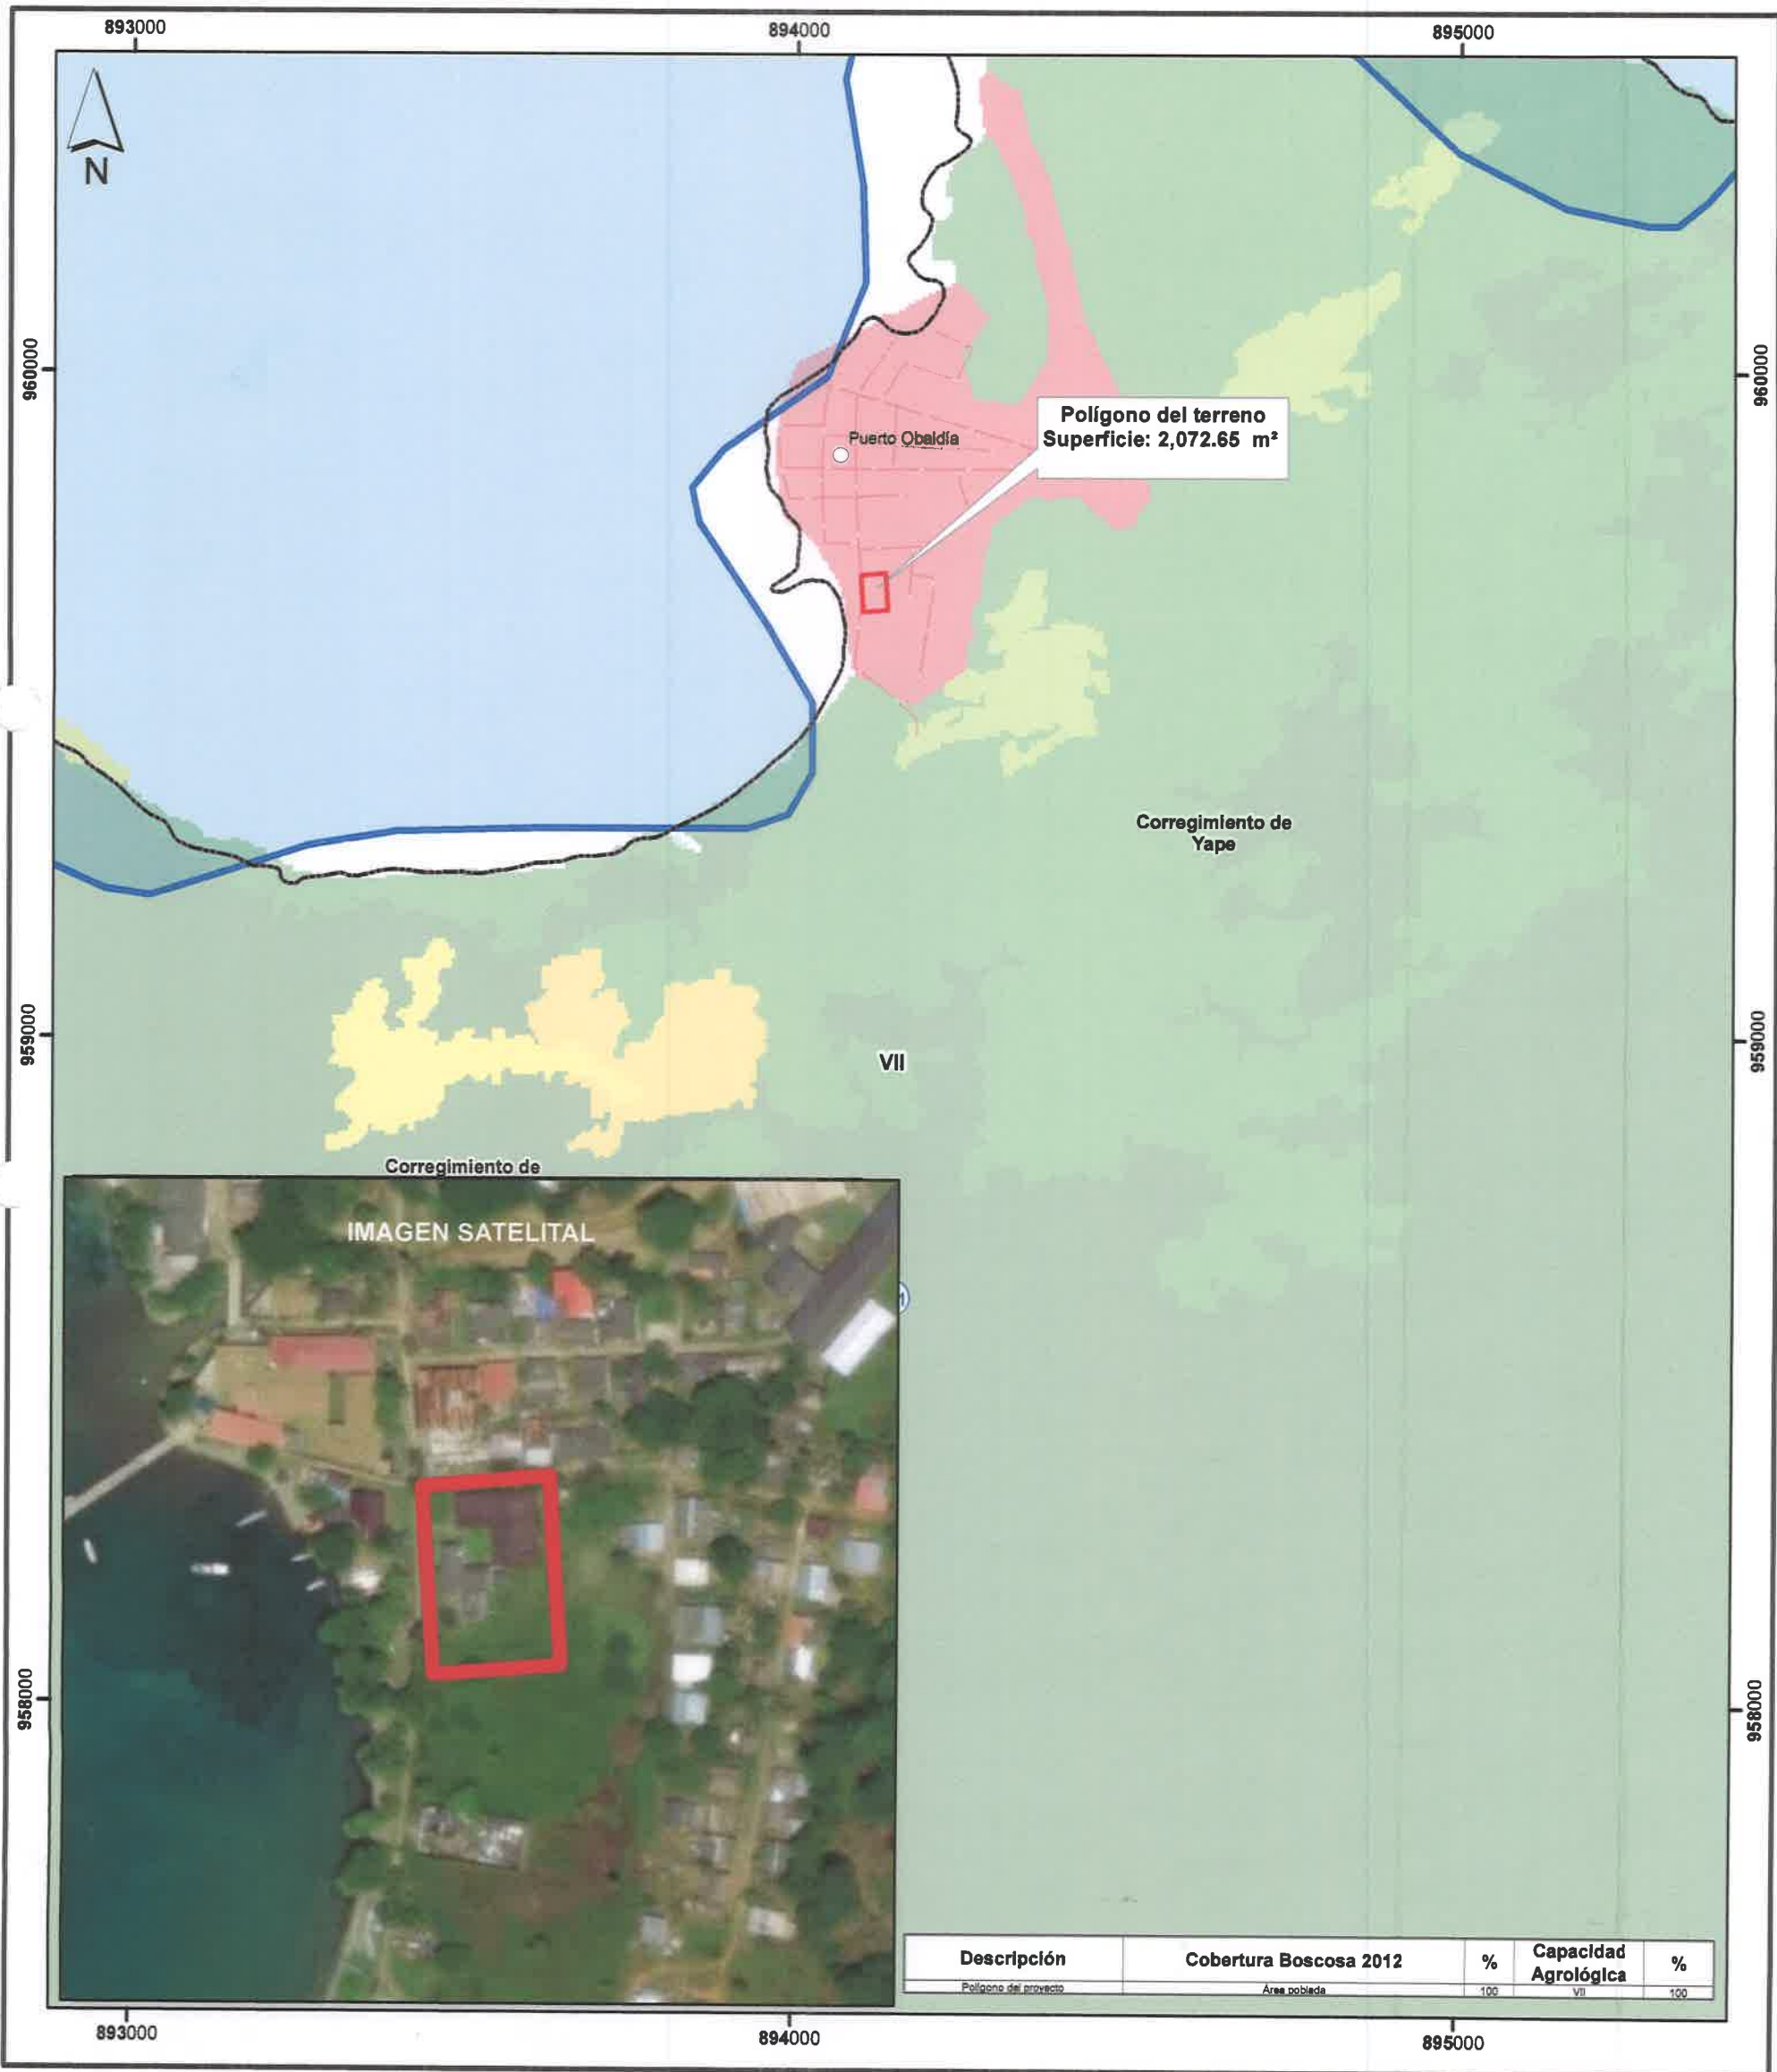 893000
894000
895000
N
960000
960000
Polígono del terreno
Superficie: 2,072.65 m²
Puerto Obaldía
Corregimiento de
Yape
959000
959000
VII
Corregimiento de
IMAGEN SATELITAL
958000
958000
Descripción Cobertura Boscosa 2012 % Capacidad Agrológica %
Polígono del proyecto Área poblada 100 VII 100
893000
894000
895000